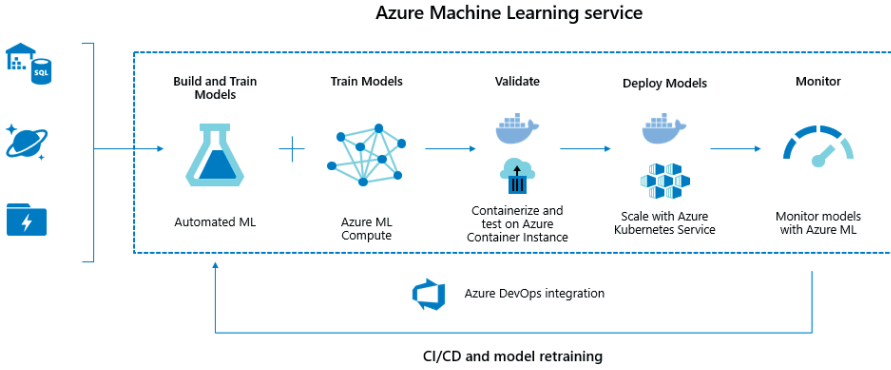 Azure Machine Learning service
SQL
Build and Train
Models
Train Models
Validate
Deploy Models
Monitor
Automated ML
Azure ML
Compute
Containerize and
test on Azure
Container Instance
Scale with Azure
Kubernetes Service
Monitor models
with Azure ML
Azure DevOps integration
CI/CD and model retraining